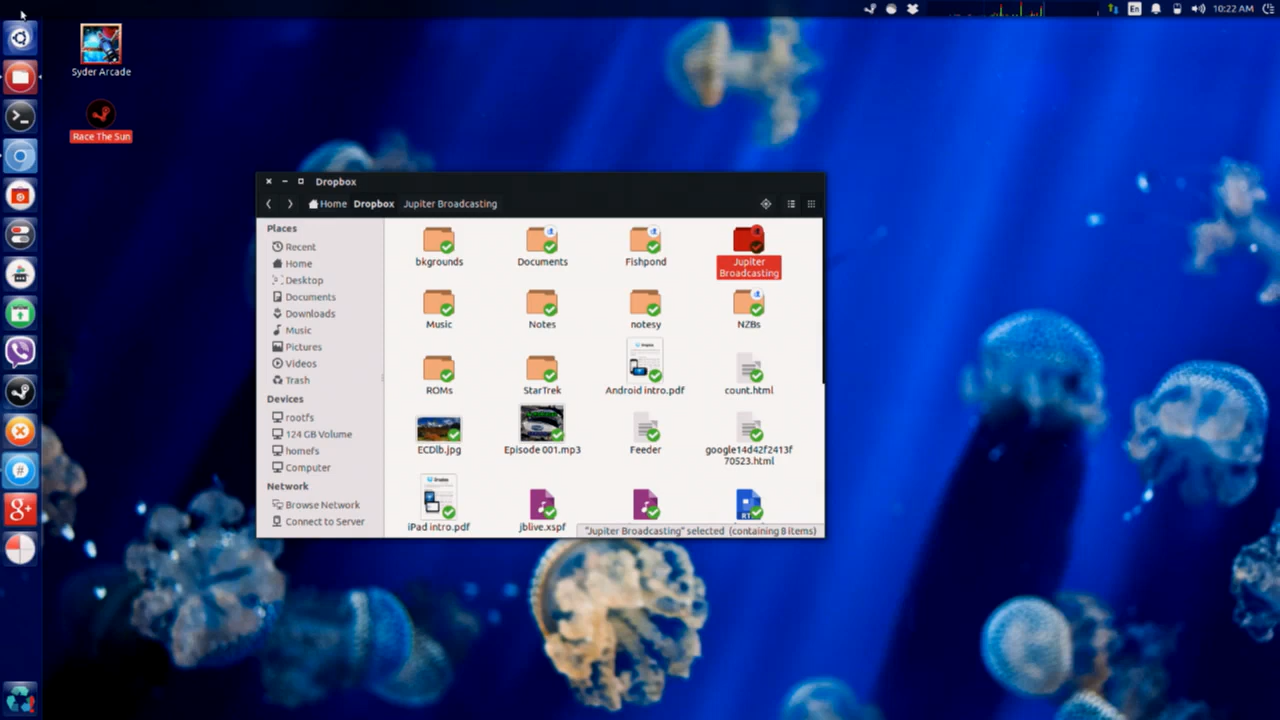 En
10:22 AM
Syder Arcade
Race The Sun
Dropbox
Home
Dropbox
Jupiter Broadcasting
Places
Recent
Home
Desktop
Documents
Downloads
Music
Pictures
Videos
Trash
Devices
rootfs
124 GB Volume
homefs
Computer
Network
Browse Network
Connect to Server
bkgrounds
Documents
Fishpond
Jupiter
Broadcasting
Music
Notes
notesy
NZBs
ROMs
StarTrek
Android intro.pdf
count.html
ECDlb.jpg
Episode 001.mp3
Feeder
google14d42f2413f
70523.html
iPad intro.pdf
jblive.xspf
"Jupiter Broadcasting" selected (containing 8 items)